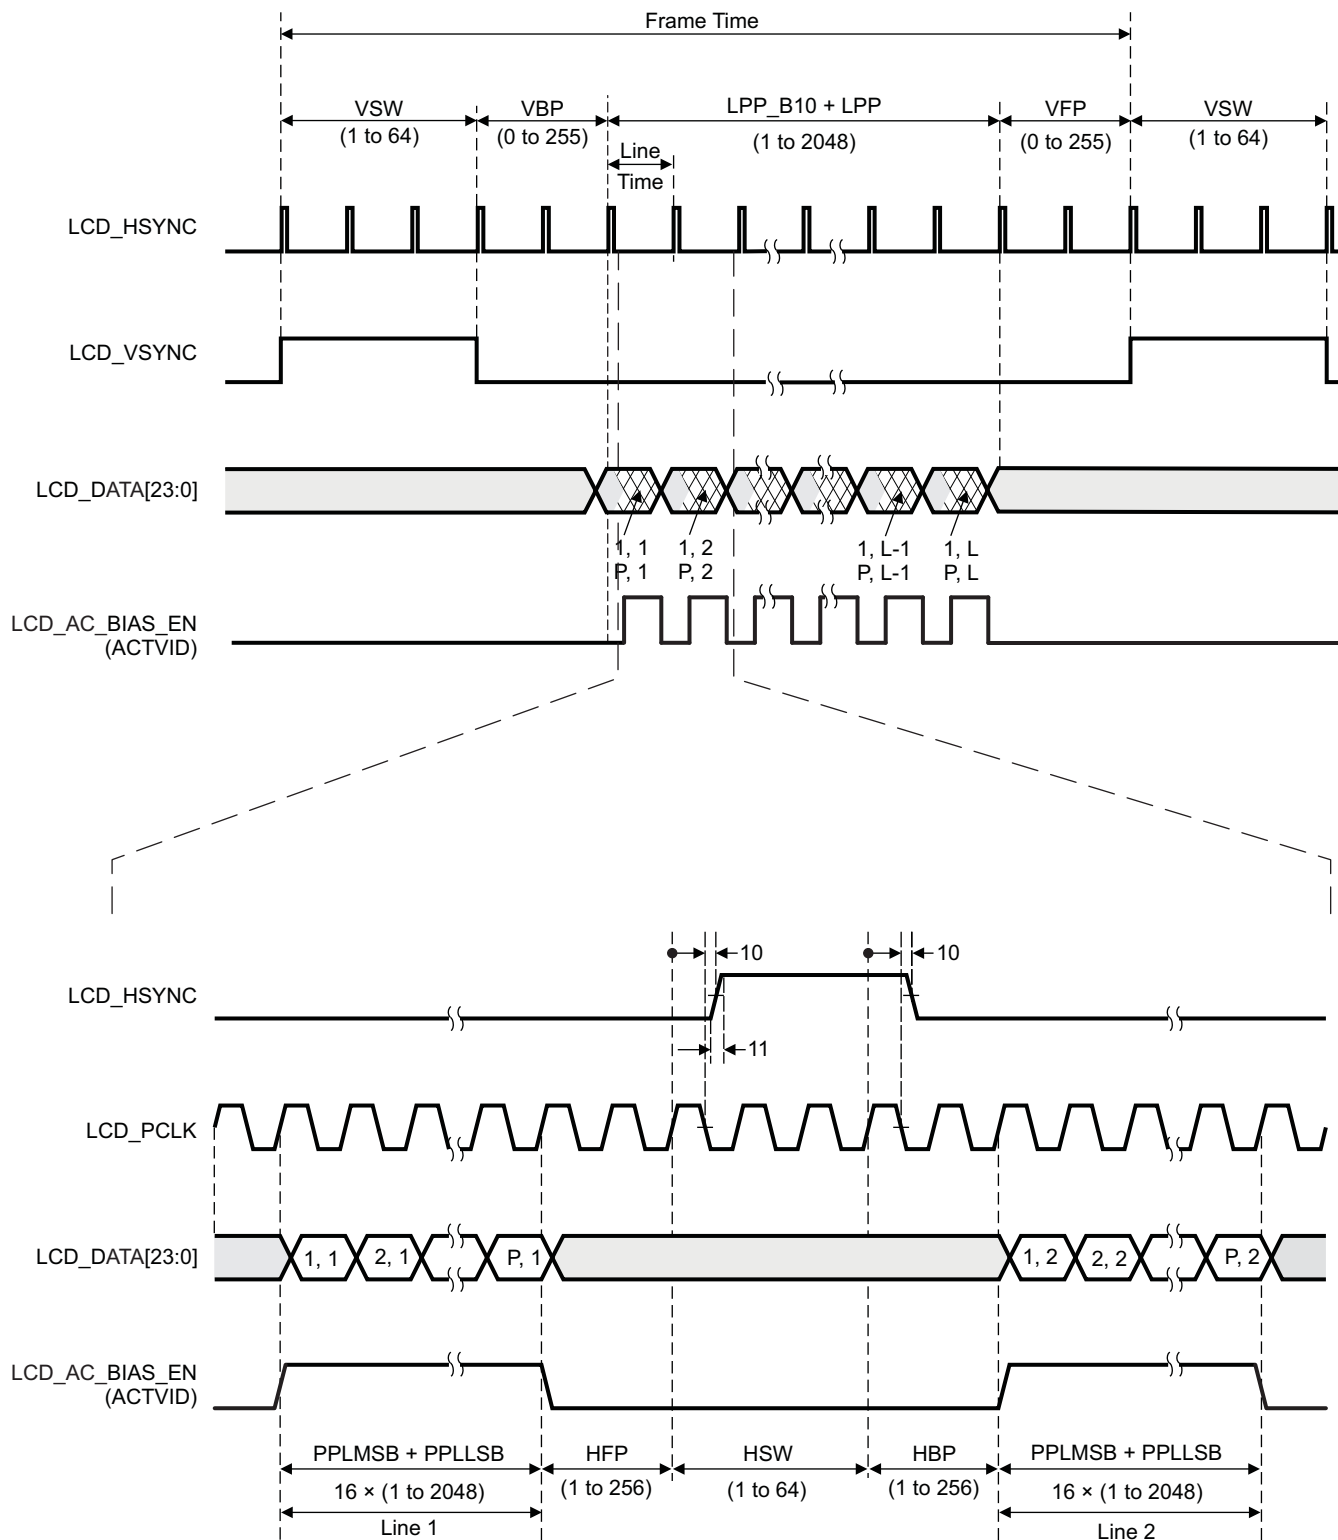 Frame Time
VSW
(1 to 64)
VBP
(0 to 255)
LPP_B10 + LPP
(1 to 2048)
VFP
(0 to 255)
VSW
(1 to 64)
Line
Time
LCD_HSYNC
LCD_VSYNC
LCD_DATA[23:0]
1, 1
P, 1
1, 2
P, 2
1, L-1
P, L-1
1, L
P, L
LCD_AC_BIAS_EN
(ACTVID)
10
10
LCD_HSYNC
11
LCD_PCLK
LCD_DATA[23:0]
1, 1
2, 1
P, 1
1, 2
2, 2
P, 2
LCD_AC_BIAS_EN
(ACTVID)
PPLMSB + PPLLSB
16 × (1 to 2048)
Line 1
HFP
(1 to 256)
HSW
(1 to 64)
HBP
(1 to 256)
PPLMSB + PPLLSB
16 × (1 to 2048)
Line 2